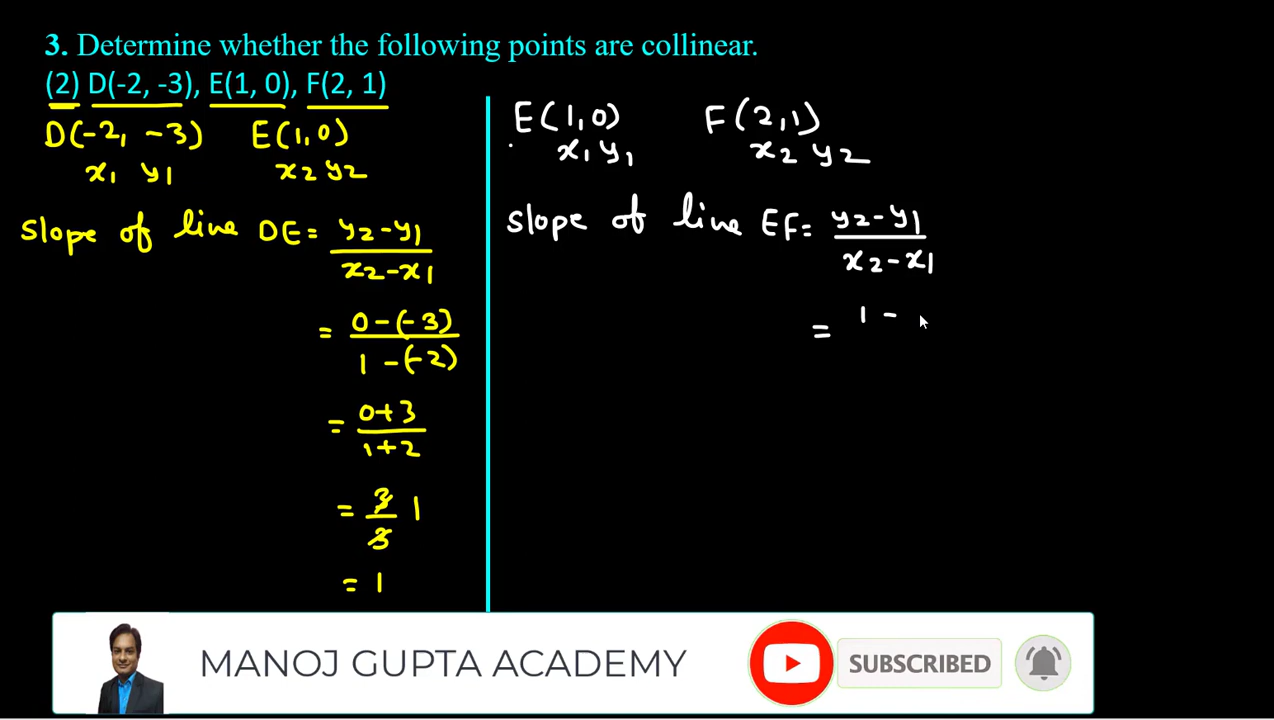 3. Determine whether the following points are collinear.
(2) D(-2, -3), E(1, 0), F(2, 1)
D(-2, -3) E(1,0)
x1 y1 x2 y2
Slope of line DE = y2-y1
x2-x1
= 0-(-3)
1-(-2)
= 0+3
1+2
= 3 1
3
= 1
E(1,0) F(2,1)
x1 y1 x2 y2
Slope of line EF = y2-y1
x2-x1
= 1 -
MANOJ GUPTA ACADEMY
SUBSCRIBED